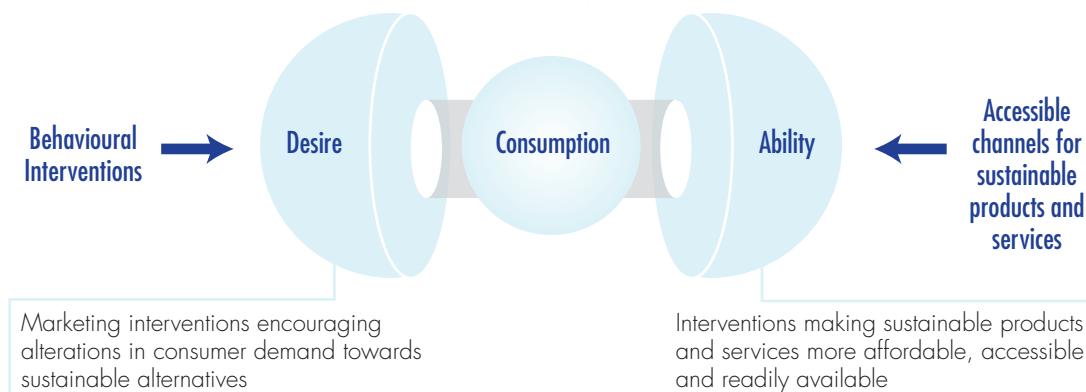 Behavioural
Interventions
Desire
Consumption
Ability
Accessible
channels for
sustainable
products and
services
Marketing interventions encouraging
alterations in consumer demand towards
sustainable alternatives
Interventions making sustainable products
and services more affordable, accessible
and readily available